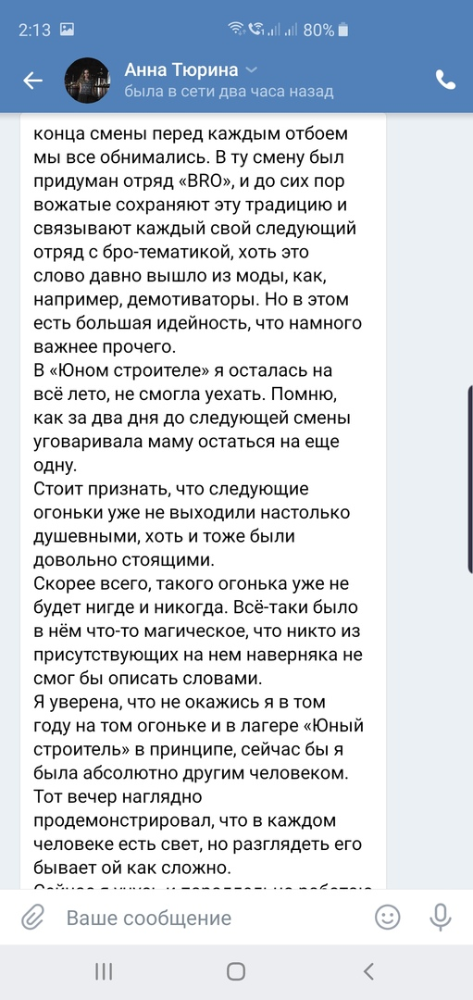 2:13
80%
Анна Тюрина
была в сети два часа назад
конца смены перед каждым отбоем
мы все обнимались. В ту смену был
придуман отряд «BRO», и до сих пор
вожатые сохраняют эту традицию и
связывают каждый свой следующий
отряд с бро-тематикой, хоть это
слово давно вышло из моды, как,
например, демотиваторы. Но в этом
есть большая идейность, что намного
важнее прочего.
В «Юном строителе» я осталась на
всё лето, не смогла уехать. Помню,
как за два дня до следующей смены
уговаривала маму остаться на еще
одну.
Стоит признать, что следующие
огоньки уже не выходили настолько
душевными, хоть и тоже были
довольно стоящими.
Скорее всего, такого огонька уже не
будет нигде и никогда. Всё-таки было
в нём что-то магическое, что никто из
присутствующих на нем наверняка не
смог бы описать словами.
Я уверена, что не окажись я в том
году на том огоньке и в лагере «Юный
строитель» в принципе, сейчас бы я
была абсолютно другим человеком.
Тот вечер наглядно
продемонстрировал, что в каждом
человеке есть свет, но разглядеть его
бывает ой как сложно.
Ваше сообщение